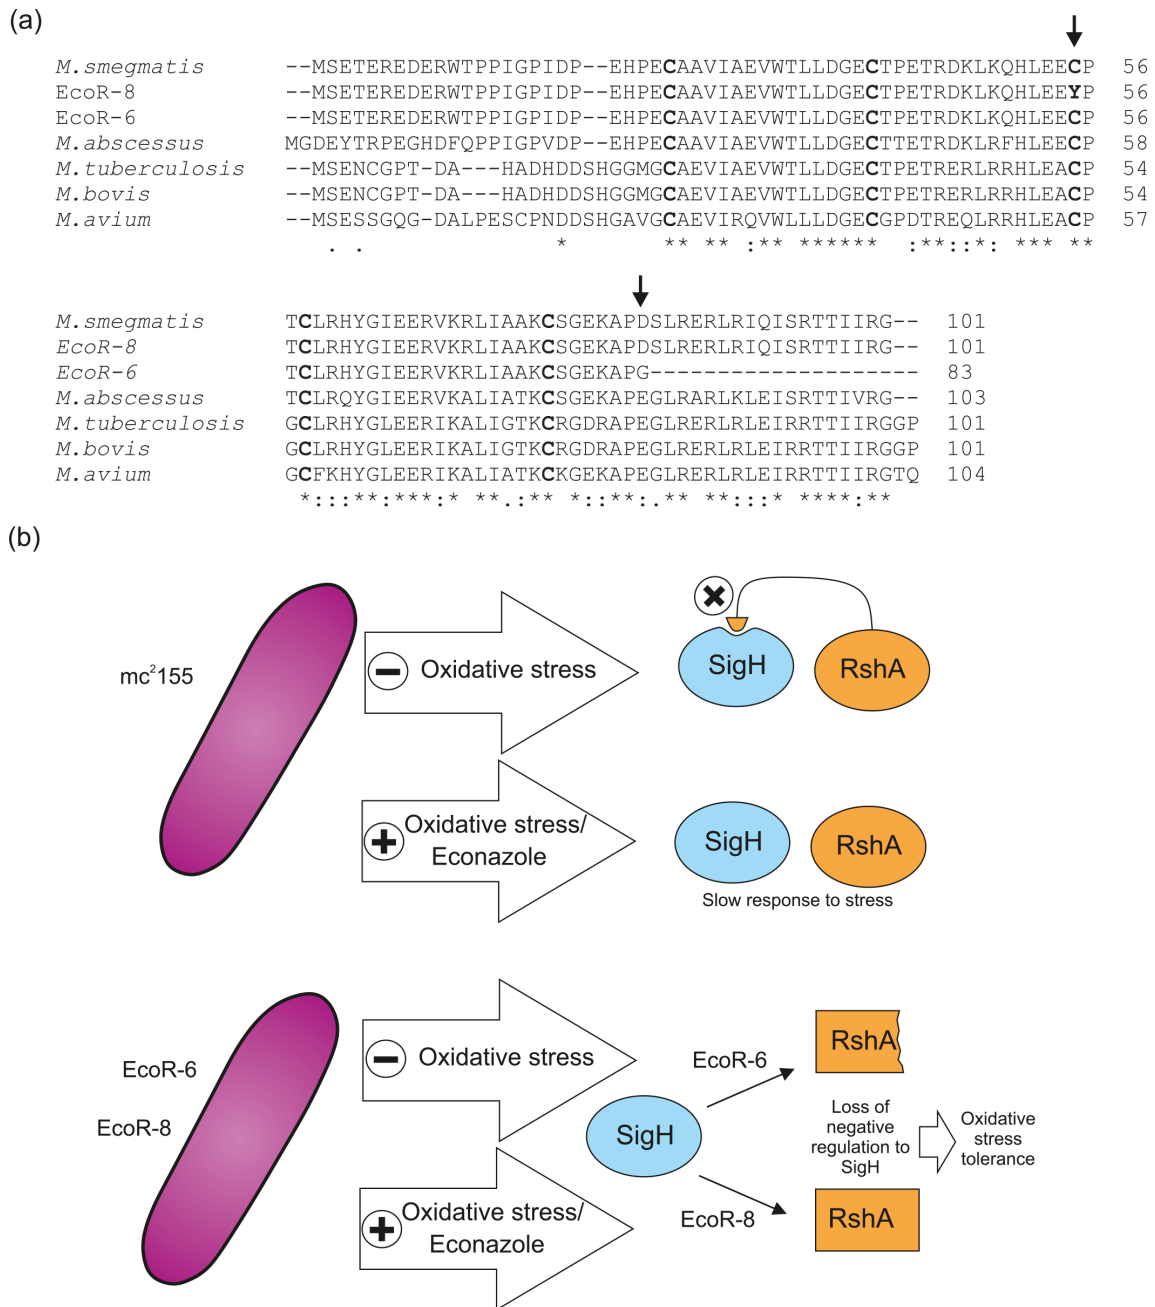 (a)
M.smegmatis --MSETEREDERWTPPIGPIDP--EHPECAAVIAEVWTLLDGECTPETRDKLKQHLEECP 56
EcoR-8 --MSETEREDERWTPPIGPIDP--EHPECAAVIAEVWTLLDGECTPETRDKLKQHLEEYP 56
EcoR-6 --MSETEREDERWTPPIGPIDP--EHPECAAVIAEVWTLLDGECTPETRDKLKQHLEECP 56
M.abscessus MGDEYTRPEGHDFQPPIGPVDP--EHPECAEVIAEVWTLLDGECTTETRDKLRFHLEECP 58
M.tuberculosis --MSENCGPT-DA---HADHDDSHGGMGCAEVIAEVWTLLDGECTPETRERLRRHLEACP 54
M.bovis --MSENCGPT-DA---HADHDDSHGGMGCAEVIAEVWTLLDGECTPETRERLRRHLEACP 54
M.avium --MSESSGQG-DALPESCPNDDSHGAVGCAEVIRQVWLLLDGECGPDTREQLRRHLEACP 57
. . * ** ** :** ****** :**::*: *** **
M.smegmatis TCLRHYGIEERVKRLIAAKCSGEKAPDSLRERLRIQISRTTIIRG-- 101
EcoR-8 TCLRHYGIEERVKRLIAAKCSGEKAPDSLRERLRIQISRTTIIRG-- 101
EcoR-6 TCLRHYGIEERVKRLIAAKCSGEKAPG-------------------- 83
M.abscessus TCLRQYGIEERVKALIATKCSGEKAPEGLRARLKLEISRTTIVRG-- 103
M.tuberculosis GCLRHYGLEERIKALIGTKCRGDRAPEGLRERLRLEIRRTTIIRGGP 101
M.bovis GCLRHYGLEERIKALIGTKCRGDRAPEGLRERLRLEIRRTTIIRGGP 101
M.avium GCFKHYGLEERIKALIATKCKGEKAPEGLRERLRLEIRRTTIIRGTQ 104
*:::**:***:* **.:** *::**:.** **:::* ****:**
(b)
mc²155
Oxidative stress
SigH
RshA
Oxidative stress/
Econazole
SigH
RshA
Slow response to stress
EcoR-6
EcoR-8
Oxidative stress
EcoR-6
RshA
SigH
Loss of
negative
regulation to
SigH
Oxidative
stress
tolerance
Oxidative stress/
Econazole
EcoR-8
RshA